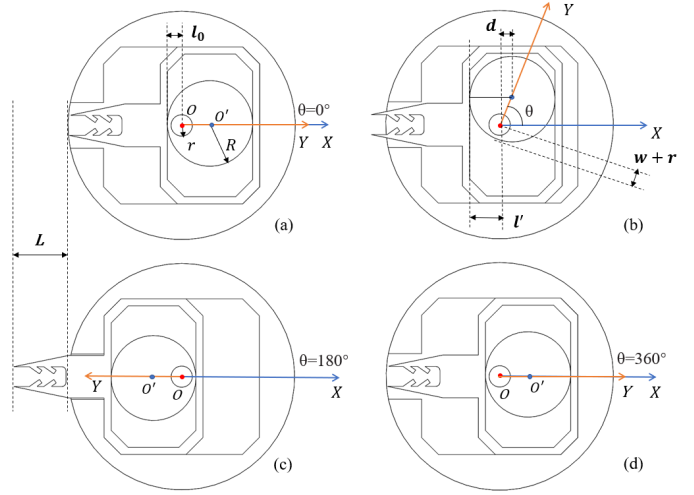 l₀
O
O'
θ=0°
r
R
Y
X
(a)
L
d
Y
θ
X
w + r
l'
(b)
θ=180°
Y
O'
O
X
(c)
θ=360°
O
O'
Y
X
(d)